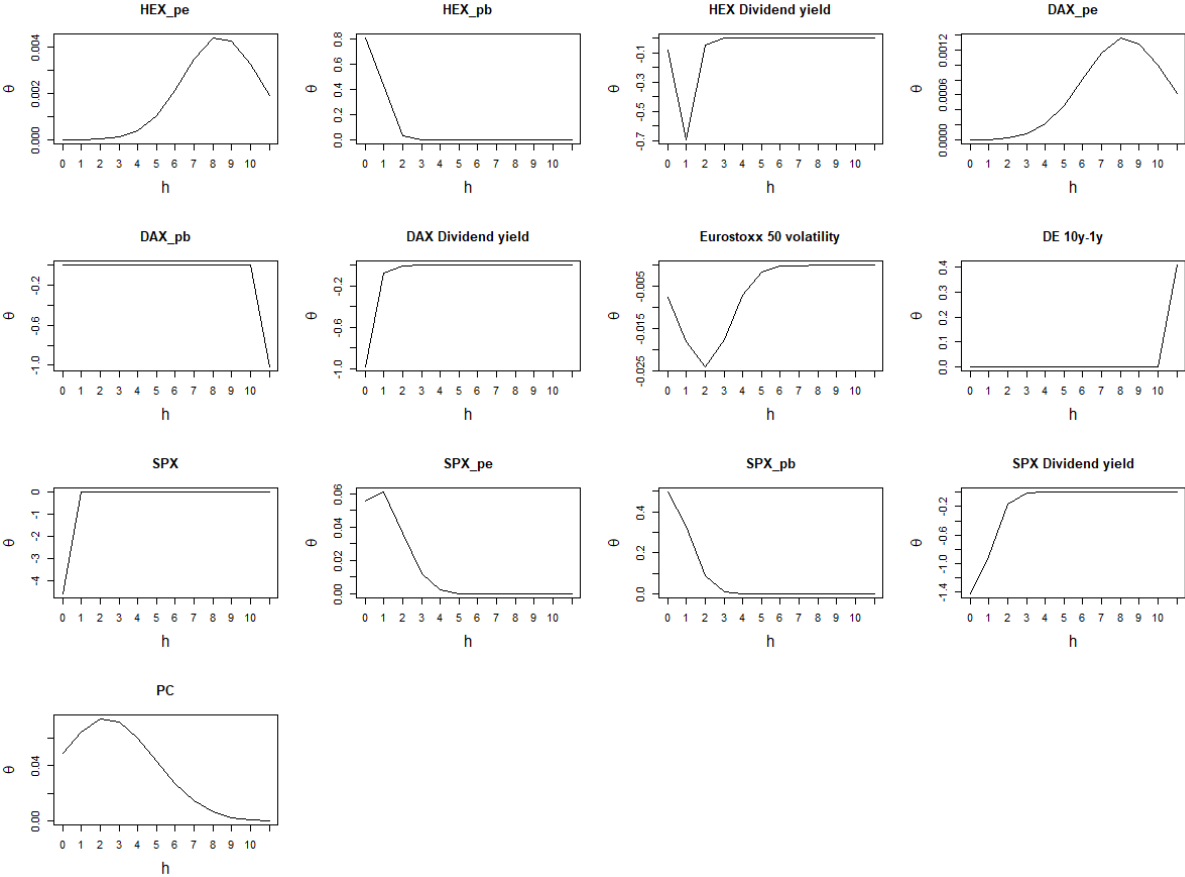 HEX_pe
θ
0.004
0.002
0.000
0 1 2 3 4 5 6 7 8 9 10
h
HEX_pb
θ
0.8
0.6
0.4
0.2
0.0
0 1 2 3 4 5 6 7 8 9 10
h
HEX Dividend yield
θ
-0.1
-0.3
-0.5
-0.7
0 1 2 3 4 5 6 7 8 9 10
h
DAX_pe
θ
0.0012
0.0006
0.0000
0 1 2 3 4 5 6 7 8 9 10
h
DAX_pb
θ
-0.2
-0.6
-1.0
0 1 2 3 4 5 6 7 8 9 10
h
DAX Dividend yield
θ
-0.2
-0.6
-1.0
0 1 2 3 4 5 6 7 8 9 10
h
Eurostoxx 50 volatility
θ
-0.005
-0.015
-0.025
0 1 2 3 4 5 6 7 8 9 10
h
DE 10y-1y
θ
0.4
0.3
0.2
0.1
0.0
0 1 2 3 4 5 6 7 8 9 10
h
SPX
θ
0
-1
-2
-3
-4
0 1 2 3 4 5 6 7 8 9 10
h
SPX_pe
θ
0.06
0.04
0.02
0.00
0 1 2 3 4 5 6 7 8 9 10
h
SPX_pb
θ
0.4
0.2
0.0
0 1 2 3 4 5 6 7 8 9 10
h
SPX Dividend yield
θ
-0.2
-0.6
-1.0
-1.4
0 1 2 3 4 5 6 7 8 9 10
h
PC
θ
0.04
0.00
0 1 2 3 4 5 6 7 8 9 10
h